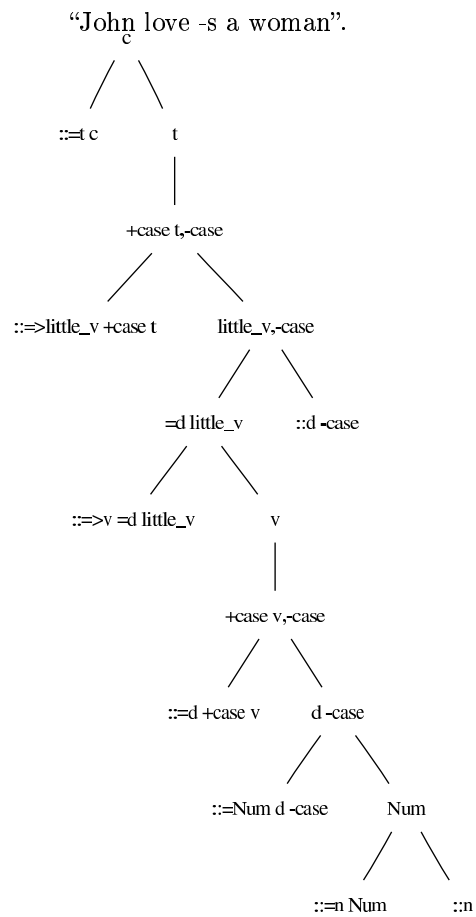 “John love -s a woman”.
c
::=t c t
+case t,-case
::=>little_v +case t little_v,-case
=d little_v ::d -case
::=>v =d little_v v
+case v,-case
::=d +case v d -case
::=Num d -case Num
::=n Num ::n